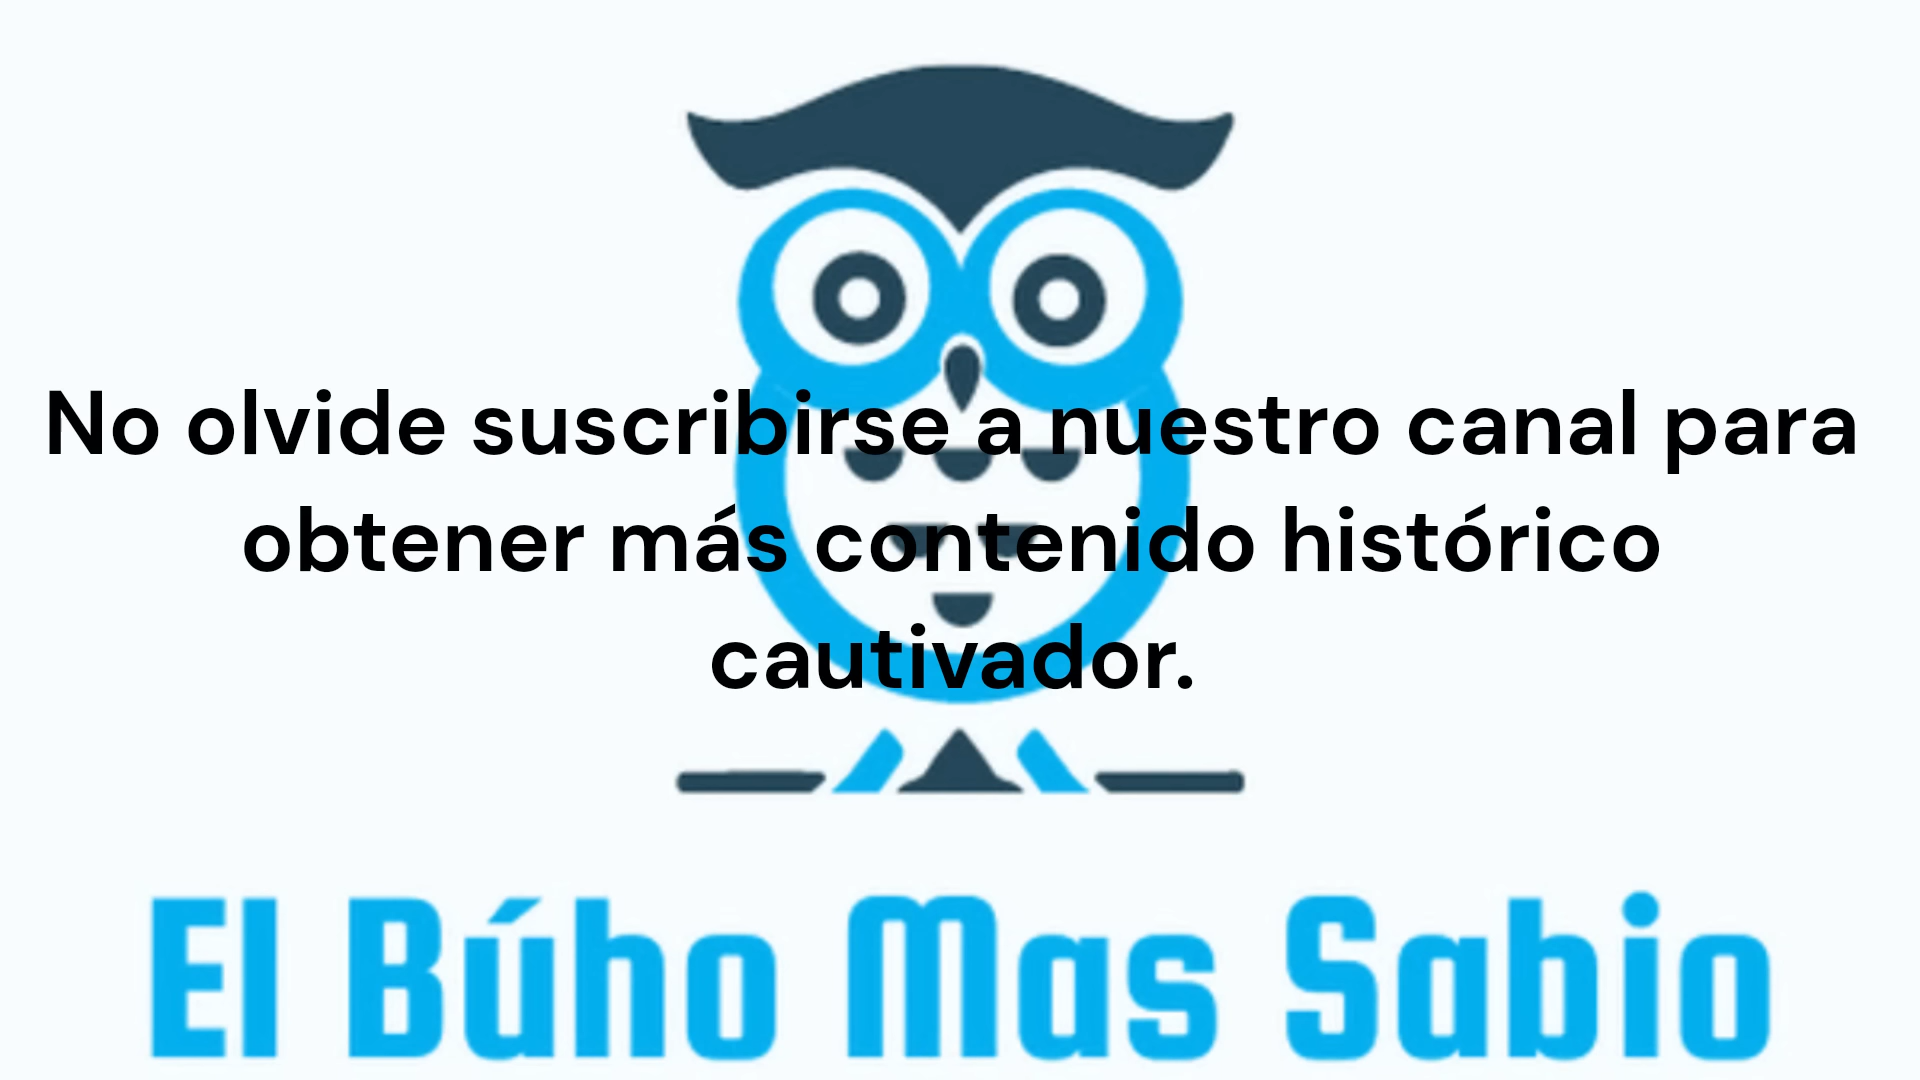 No olvide suscribirse a nuestro canal para
obtener más contenido histórico
cautivador.
El Búho Mas Sabio